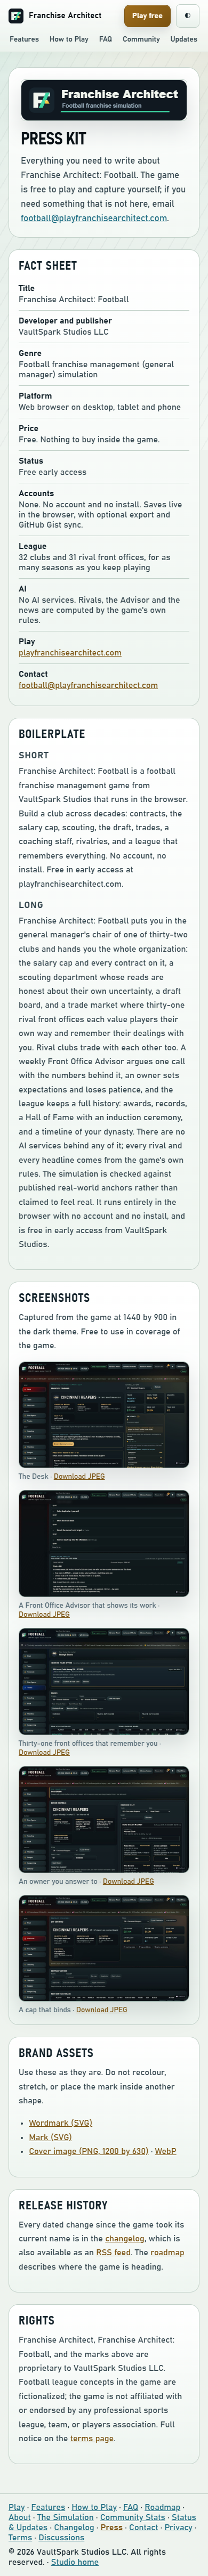 Franchise Architect
Play free
Features How to Play FAQ Community Updates
Franchise Architect
Football franchise simulation
PRESS KIT
Everything you need to write about
Franchise Architect: Football. The game
is free to play and capture yourself; if you
need something that is not here, email
football@playfranchisearchitect.com.
FACT SHEET
Title
Franchise Architect: Football
Developer and publisher
VaultSpark Studios LLC
Genre
Football franchise management (general
manager) simulation
Platform
Web browser on desktop, tablet and phone
Price
Free. Nothing to buy inside the game.
Status
Free early access
Accounts
None. No account and no install. Saves live
in the browser, with optional export and
GitHub Gist sync.
League
32 clubs and 31 rival front offices, for as
many seasons as you keep playing
AI
No AI services. Rivals, the Advisor and the
news are computed by the game's own
rules.
Play
playfranchisearchitect.com
Contact
football@playfranchisearchitect.com
BOILERPLATE
SHORT
Franchise Architect: Football is a football
franchise management game from
VaultSpark Studios that runs in the browser.
Build a club across decades: contracts, the
salary cap, scouting, the draft, trades, a
coaching staff, rivalries, and a league that
remembers everything. No account, no
install. Free in early access at
playfranchisearchitect.com.
LONG
Franchise Architect: Football puts you in the
general manager's chair of one of thirty-two
clubs and hands you the whole organization:
the salary cap and every contract on it, a
scouting department whose reads are
honest about their own uncertainty, a draft
board, and a trade market where thirty-one
rival front offices each value players their
own way and remember their dealings with
you. Rival clubs trade with each other too. A
weekly Front Office Advisor argues one call
with the numbers behind it, an owner sets
expectations and loses patience, and the
league keeps a full history: awards, records,
a Hall of Fame with an induction ceremony,
and a timeline of your dynasty. There are no
AI services behind any of it; every rival and
every headline comes from the game's own
rules. The simulation is checked against
published real-world anchors rather than
claimed to feel real. It runs entirely in the
browser with no account and no install, and
is free in early access from VaultSpark
Studios.
SCREENSHOTS
Captured from the game at 1440 by 900 in
the dark theme. Free to use in coverage of
the game.
FOOTBALL
CINCINNATI REAPERS
The Desk · Download JPEG
FOOTBALL
A Front Office Advisor that shows its work ·
Download JPEG
FOOTBALL
Thirty-one front offices that remember you ·
Download JPEG
FOOTBALL
CINCINNATI REAPERS
An owner you answer to · Download JPEG
FOOTBALL
CINCINNATI REAPERS
A cap that binds · Download JPEG
BRAND ASSETS
Use these as they are. Do not recolour,
stretch, or place the mark inside another
shape.
• Wordmark (SVG)
• Mark (SVG)
• Cover image (PNG, 1200 by 630) · WebP
RELEASE HISTORY
Every dated change since the game took its
current name is in the changelog, which is
also available as an RSS feed. The roadmap
describes where the game is heading.
RIGHTS
Franchise Architect, Franchise Architect:
Football, and the marks above are
proprietary to VaultSpark Studios LLC.
Football league concepts in the game are
fictionalized; the game is not affiliated with
or endorsed by any professional sports
league, team, or players association. Full
notice on the terms page.
Play · Features · How to Play · FAQ · Roadmap ·
About · The Simulation · Community Stats · Status
& Updates · Changelog · Press · Contact · Privacy ·
Terms · Discussions
© 2026 VaultSpark Studios LLC. All rights
reserved. · Studio home